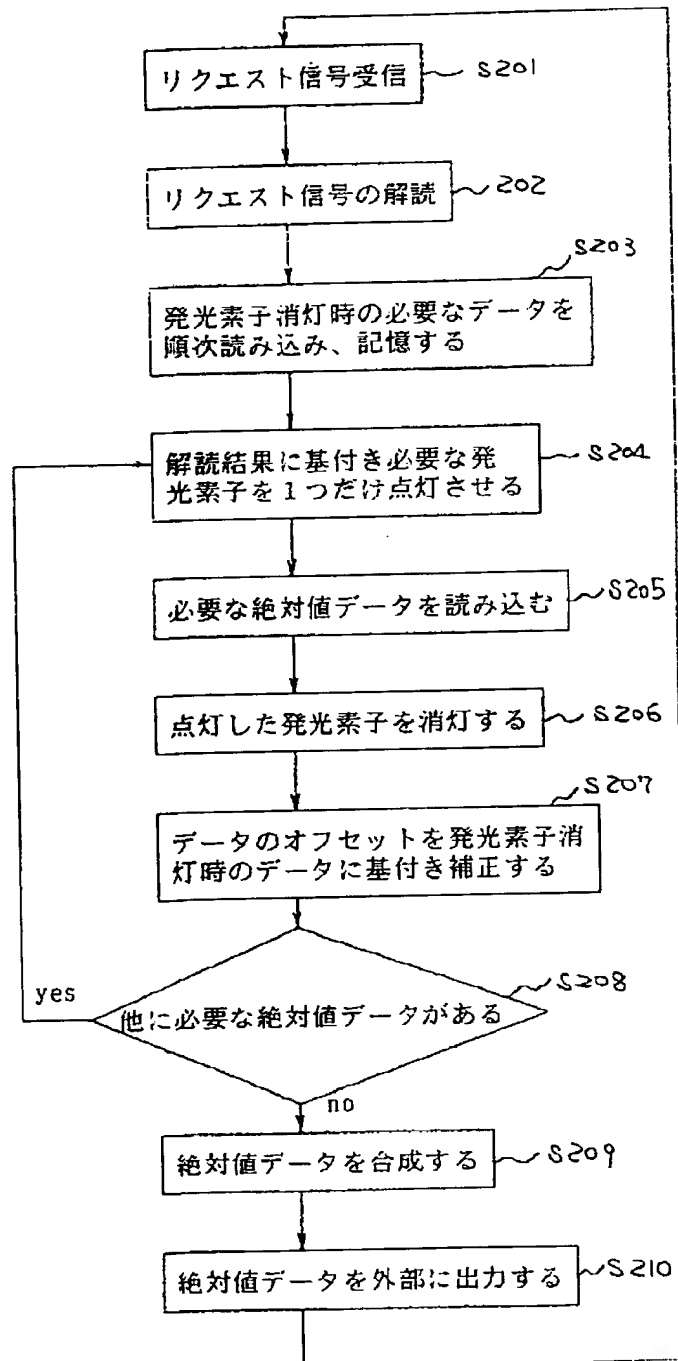 リクエスト信号受信
S201
リクエスト信号の解読
202
S203
発光素子消灯時の必要なデータを
順次読み込み、記憶する
解読結果に基付き必要な発
光素子を1つだけ点灯させる
S204
必要な絶対値データを読み込む
S205
点灯した発光素子を消灯する
S206
S207
データのオフセットを発光素子消
灯時のデータに基付き補正する
yes
他に必要な絶対値データがある
S208
no
絶対値データを合成する
S209
絶対値データを外部に出力する
S210